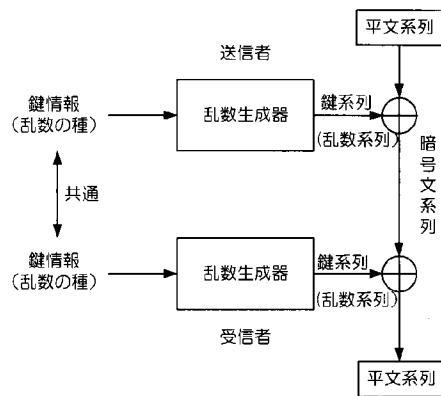 平文系列
送信者
鍵情報
(乱数の種)
乱数生成器
鍵系列
(乱数系列)
暗号文系列
共通
鍵情報
(乱数の種)
乱数生成器
鍵系列
(乱数系列)
受信者
平文系列